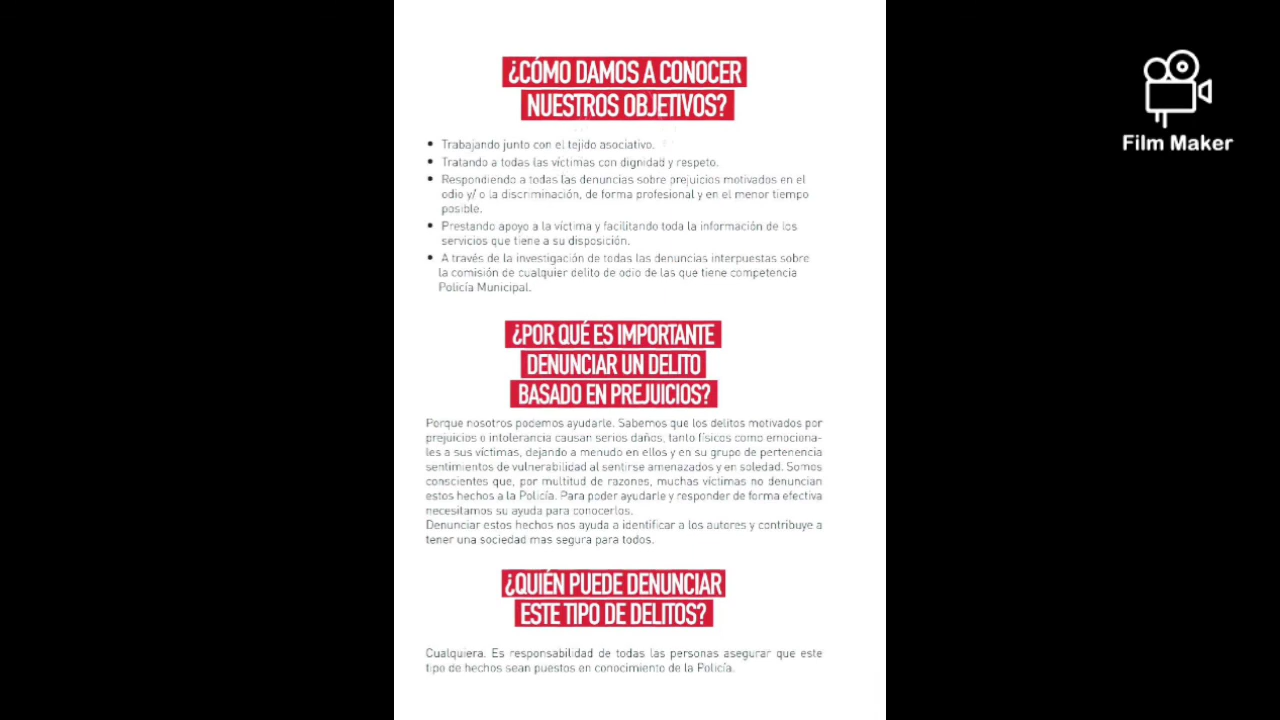 ¿CÓMO DAMOS A CONOCER
NUESTROS OBJETIVOS?
• Trabajando junto con el tejido asociativo.
• Tratando a todas las víctimas con dignidad y respeto.
• Respondiendo a todas las denuncias sobre prejuicios motivados en el
odio y/ o la discriminación, de forma profesional y en el menor tiempo
posible.
• Prestando apoyo a la víctima y facilitando toda la información de los
servicios que tiene a su disposición.
• A través de la investigación de todas las denuncias interpuestas sobre
la comisión de cualquier delito de odio de las que tiene competencia
Policía Municipal.
¿POR QUÉ ES IMPORTANTE
DENUNCIAR UN DELITO
BASADO EN PREJUICIOS?
Porque nosotros podemos ayudarle. Sabemos que los delitos motivados por
prejuicios o intolerancia causan serios daños, tanto físicos como emociona-
les a sus víctimas, dejando a menudo en ellos y en su grupo de pertenencia
sentimientos de vulnerabilidad al sentirse amenazados y en soledad. Somos
conscientes que, por multitud de razones, muchas víctimas no denuncian
estos hechos a la Policía. Para poder ayudarle y responder de forma efectiva
necesitamos su ayuda para conocerlos.
Denunciar estos hechos nos ayuda a identificar a los autores y contribuye a
tener una sociedad mas segura para todos.
¿QUIÉN PUEDE DENUNCIAR
ESTE TIPO DE DELITOS?
Cualquiera. Es responsabilidad de todas las personas asegurar que este
tipo de hechos sean puestos en conocimiento de la Policía.
Film Maker